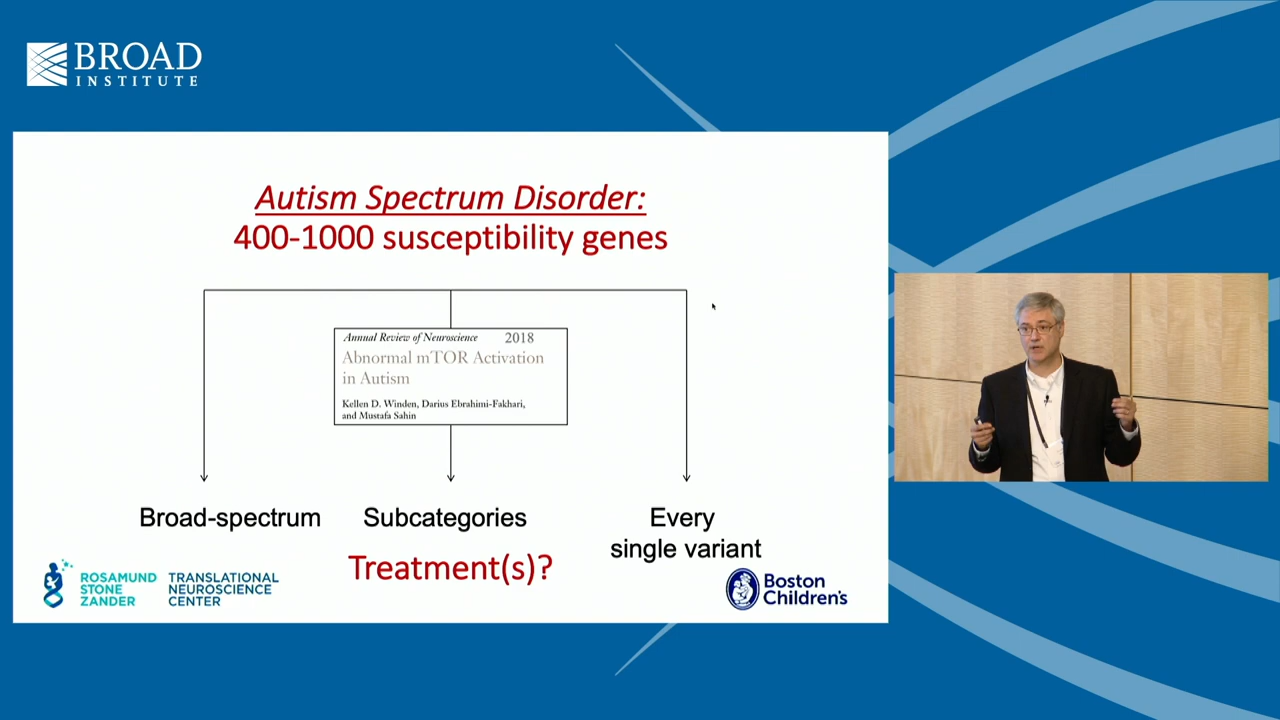 BROAD
INSTITUTE
Autism Spectrum Disorder:
400-1000 susceptibility genes
Annual Review of Neuroscience 2018
Abnormal mTOR Activation
in Autism
Kellen D. Winden, Darius Ebrahimi-Fakhari,
and Mustafa Sahin
Broad-spectrum
Subcategories
Every
single variant
Treatment(s)?
ROSAMUND
STONE
ZANDER
TRANSLATIONAL
NEUROSCIENCE
CENTER
Boston
Children's